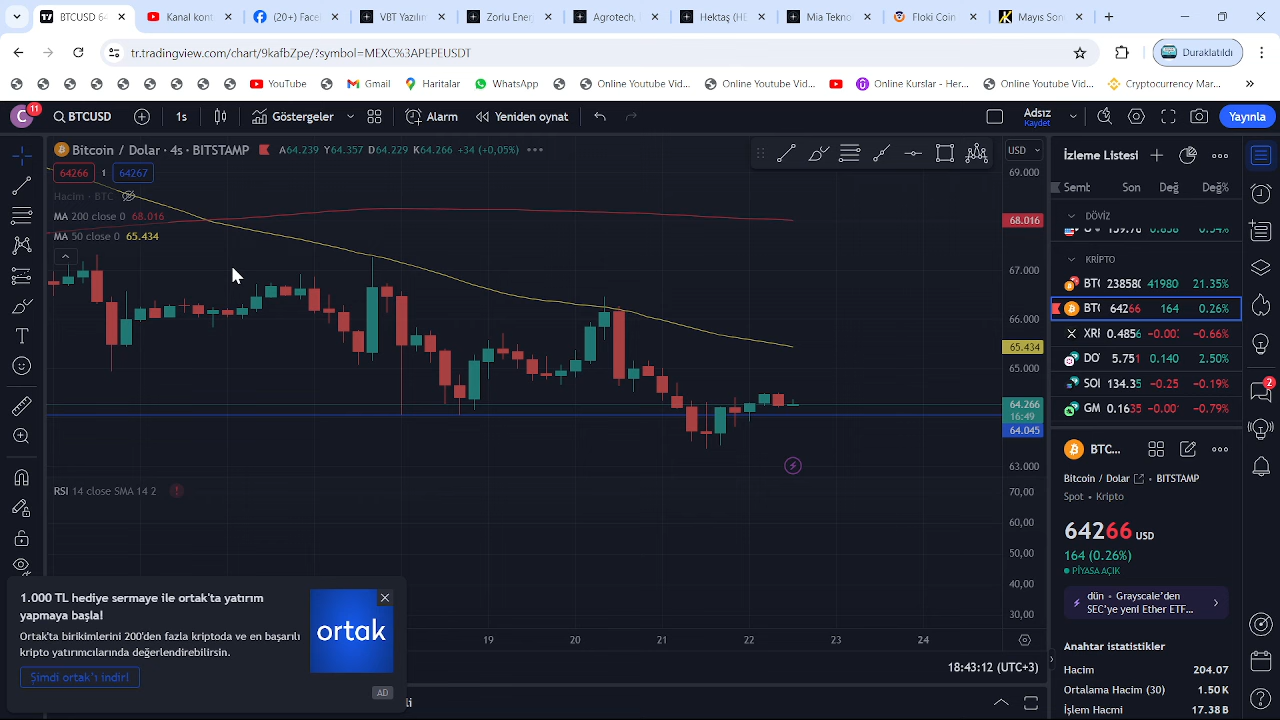 BTCUSD 64
Kanal kont
(20+) Face
VBT Yazılım
Zorlu Ener
Agrotech,
Hektaş (HE
Mia Tekno
Floki Coin
Mayıs Son
tr.tradingview.com/chart/9kafbZpe/?symbol=MEXC%3APEPEUSDT
Duraklatıldı
YouTube
Gmail
Haritalar
WhatsApp
Online Youtube Vid...
Online Youtube Vid...
Online Kurslar - Her...
Online Youtube Vid...
Cryptocurrency Mar...
C 11
BTCUSD
1s
Göstergeler
Alarm
Yeniden oynat
Adsız
Kaydet
Yayınla
Bitcoin / Dolar · 4s · BITSTAMP A64.239 Y64.357 D64.229 K64.266 +34 (+0,05%)
64266 1 64267
Hacim · BTC
MA 200 close 0 68.016
MA 50 close 0 65.434
RSI 14 close SMA 14 2
USD
69.000
68.016
67.000
66.000
65.434
65.000
64.266
16:49
64.045
63.000
70,00
60,00
50,00
40,00
30,00
19 20 21 22 23 24
18:43:12 (UTC+3)
1.000 TL hediye sermaye ile ortak'ta yatırım
yapmaya başla!
Ortak'ta birikimlerini 200'den fazla kriptoda ve en başarılı
kripto yatırımcılarında değerlendirebilirsin.
Şimdi ortak'ı indir!
ortak
AD
İzleme Listesi
Semb Son Değ Değ%
DÖVİZ
KRİPTO
BTC 41980 21.35%
BTC 64266 164 0.26%
XRI 0.4856 −0.66%
DO 5.751 0.140 2.50%
SOI 134.35 −0.25 −0.19%
GM 0.1635 −0.79%
2
BTC...
Bitcoin / Dolar · BITSTAMP
Spot · Kripto
64266 USD
164 (0.26%)
PİYASA AÇIK
dün · Grayscale'den
SEC'ye yeni Ether ETF...
Anahtar istatistikler
Hacim 204.07
Ortalama Hacim (30) 1.50K
İşlem Hacmi 17.38B